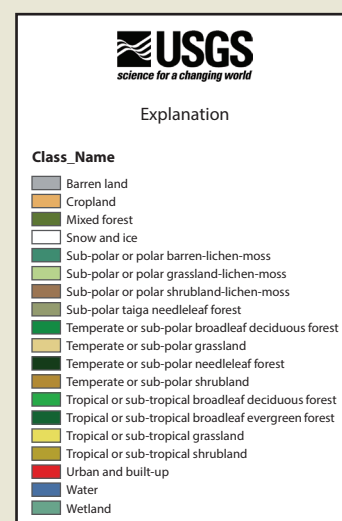 USGS
science for a changing world
Explanation
Class_Name
Barren land
Cropland
Mixed forest
Snow and ice
Sub-polar or polar barren-lichen-moss
Sub-polar or polar grassland-lichen-moss
Sub-polar or polar shrubland-lichen-moss
Sub-polar taiga needleleaf forest
Temperate or sub-polar broadleaf deciduous forest
Temperate or sub-polar grassland
Temperate or sub-polar needleleaf forest
Temperate or sub-polar shrubland
Tropical or sub-tropical broadleaf deciduous forest
Tropical or sub-tropical broadleaf evergreen forest
Tropical or sub-tropical grassland
Tropical or sub-tropical shrubland
Urban and built-up
Water
Wetland